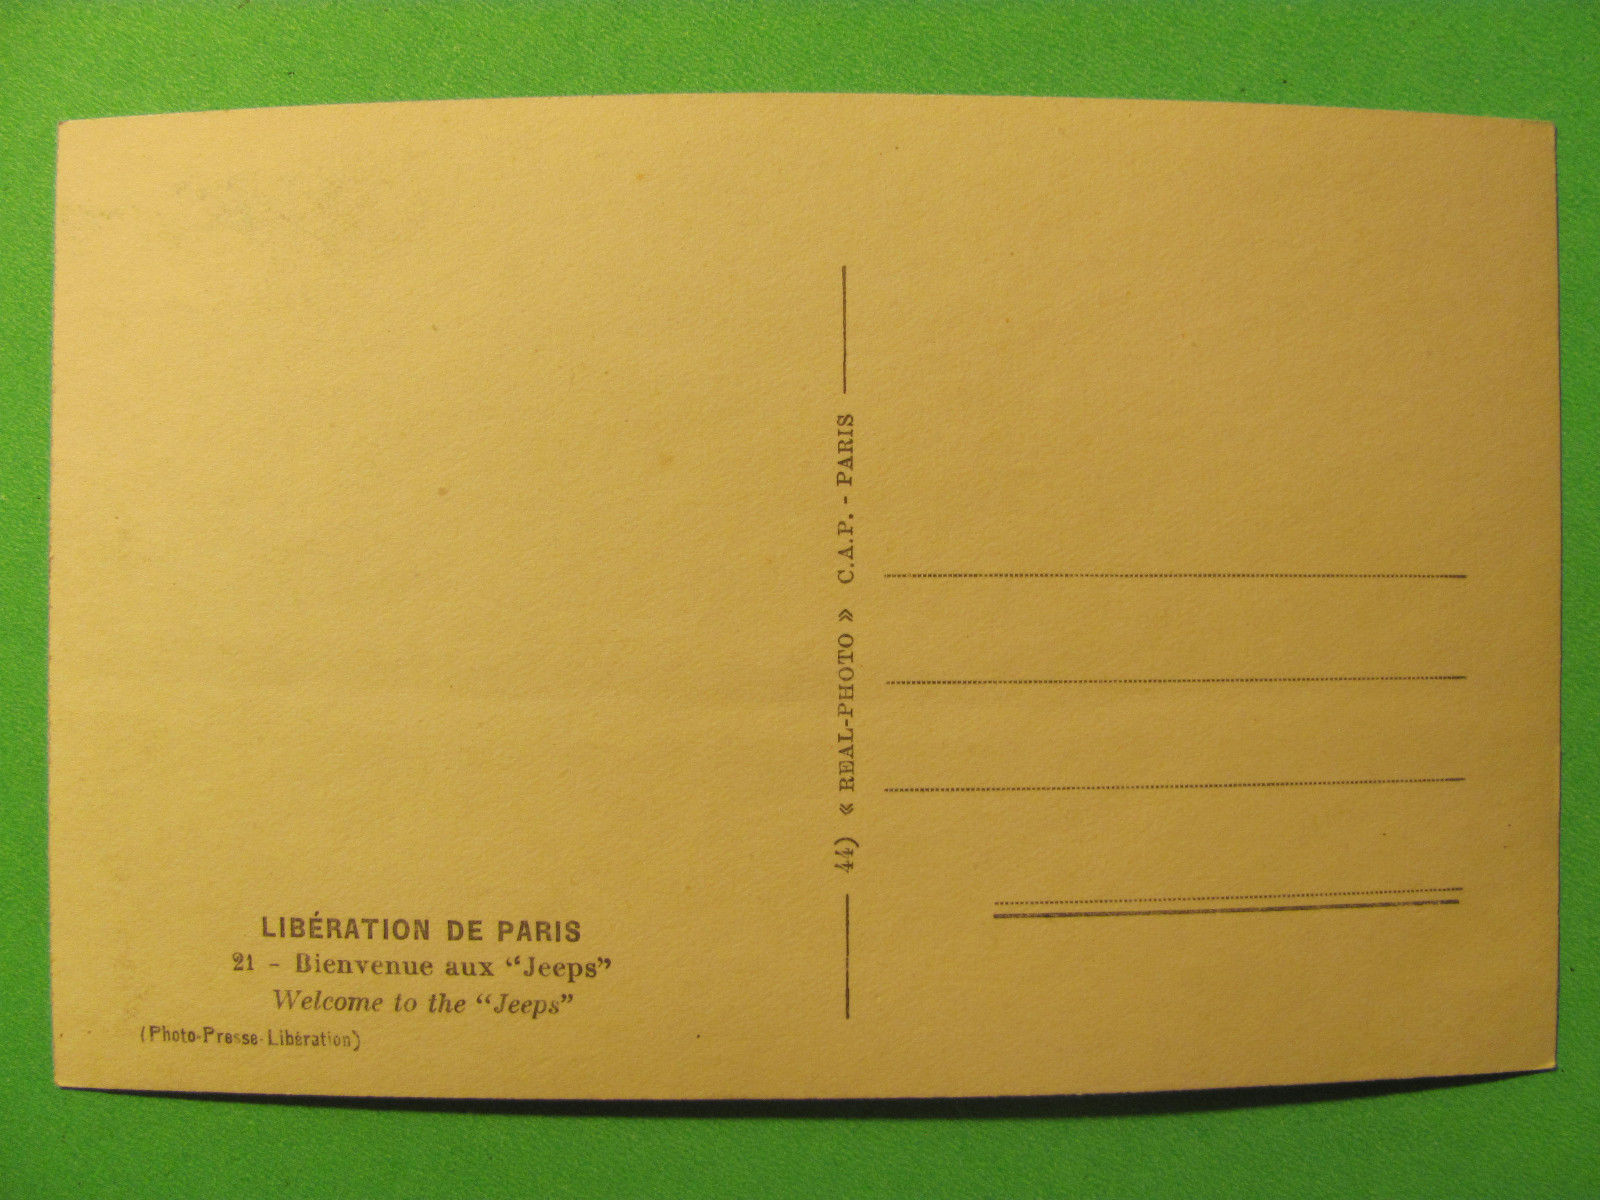 LIBÉRATION DE PARIS
21 - Bienvenue aux “Jeeps”
Welcome to the “Jeeps”
(Photo-Presse-Libération)
44) « REAL-PHOTO » C.A.P. - PARIS